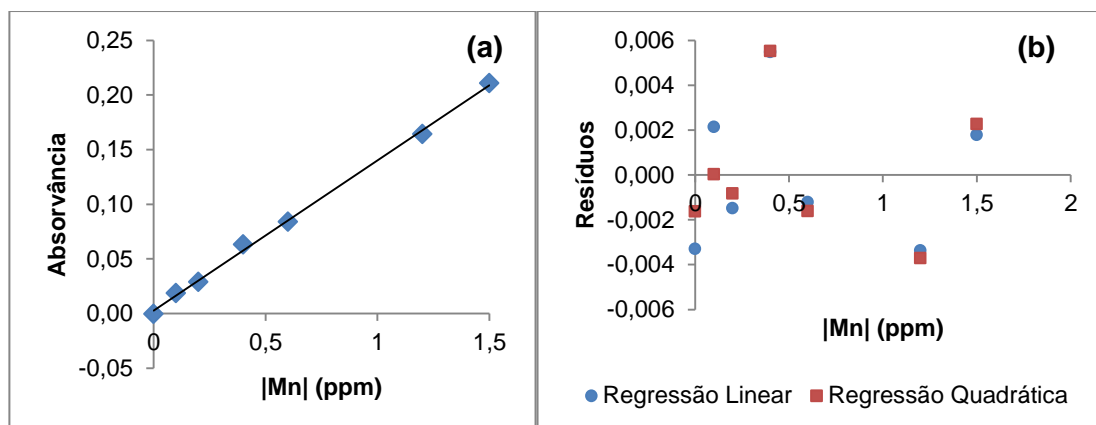 (a)
0,25
0,20
0,15
0,10
0,05
0,00
-0,05
0
0,5
1
1,5
Absorvância
|Mn| (ppm)
(b)
0,006
0,004
0,002
0,000
-0,002
-0,004
-0,006
0
0,5
1
1,5
2
Resíduos
|Mn| (ppm)
Regressão Linear
Regressão Quadrática